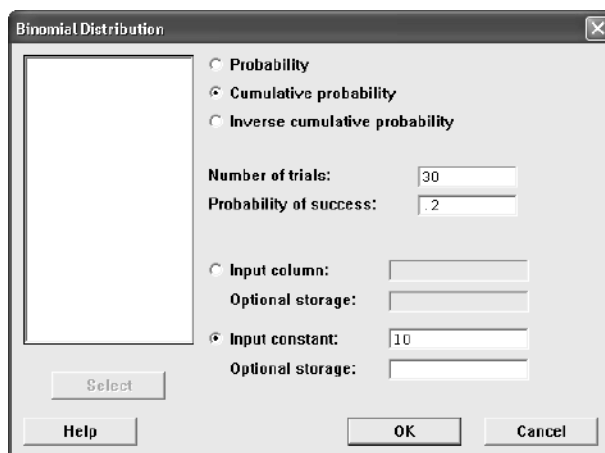 Binomial Distribution
Probability
Cumulative probability
Inverse cumulative probability
Number of trials: 30
Probability of success: .2
Input column:
Optional storage:
Input constant: 10
Optional storage:
Select
Help OK Cancel